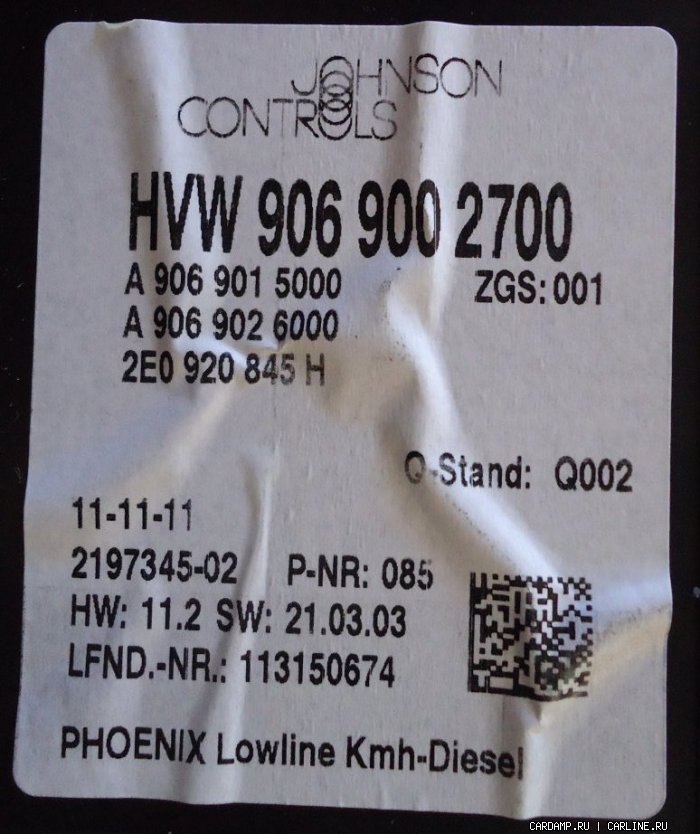 JOHNSON
CONTROLS
HVW 906 900 2700
A 906 901 5000 ZGS: 001
A 906 902 6000
2E0 920 845 H
Q-Stand: Q002
11-11-11
2197345-02 P-NR: 085
HW: 11.2 SW: 21.03.03
LFND.-NR.: 113150674
PHOENIX Lowline Kmh-Diesel
CARDAMP.RU | CARLINE.RU